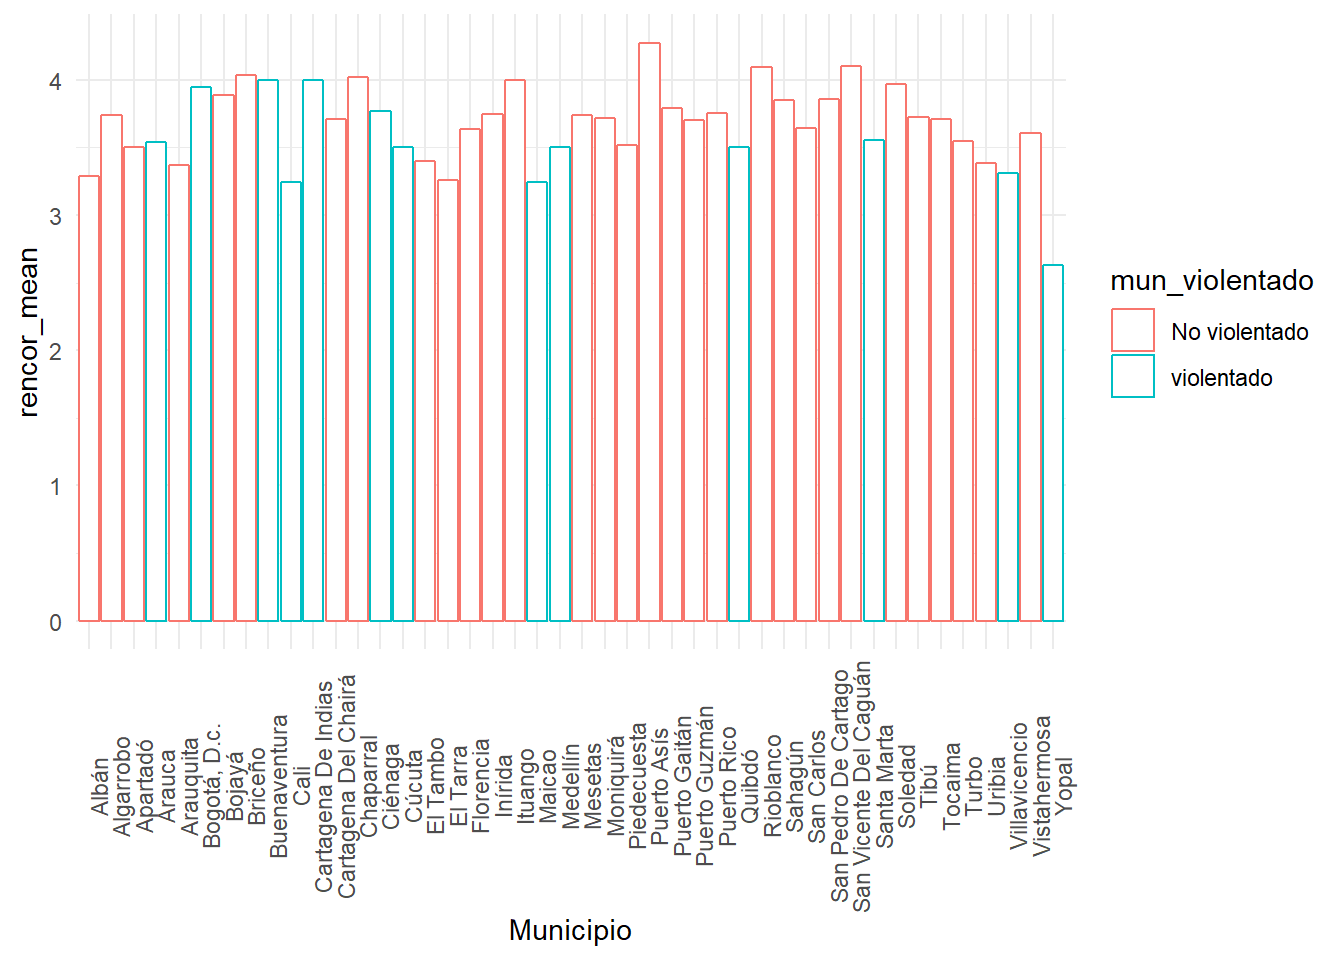 4
3
2
1
0
rencor_mean
Albán
Algarrobo
Apartadó
Arauca
Arauquita
Bogotá, D.c.
Bojayá
Briceño
Buenaventura
Cali
Cartagena De Indias
Cartagena Del Chairá
Chaparral
Ciénaga
Cúcuta
El Tambo
El Tarra
Florencia
Inírida
Ituango
Maicao
Medellín
Mesetas
Moniquirá
Piedecuesta
Puerto Asís
Puerto Gaitán
Puerto Guzmán
Puerto Rico
Quibdó
Rioblanco
Sahagún
San Carlos
San Pedro De Cartago
San Vicente Del Caguán
Santa Marta
Soledad
Tibú
Tocaima
Turbo
Uribia
Villavicencio
Vistahermosa
Yopal
Municipio
mun_violentado
No violentado
violentado